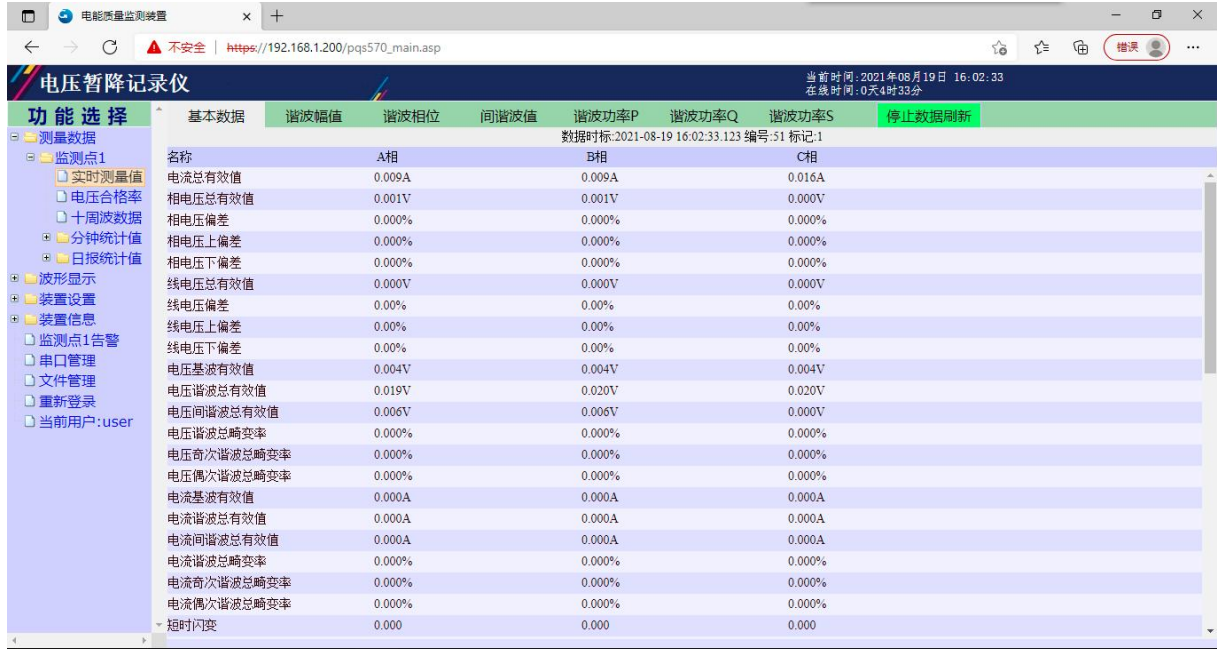 电能质量监测装置
不安全 | https://192.168.1.200/pqs570_main.asp
错误
电压暂降记录仪
当前时间:2021年08月19日 16:02:33
在线时间:0天4时33分
功能选择
测量数据
监测点1
实时测量值
电压合格率
十周波数据
分钟统计值
日报统计值
波形显示
装置设置
装置信息
监测点1告警
串口管理
文件管理
重新登录
当前用户:user
基本数据 谐波幅值 谐波相位 间谐波值 谐波功率P 谐波功率Q 谐波功率S 停止数据刷新
数据时标:2021-08-19 16:02:33.123 编号:51 标记:1
名称 A相 B相 C相
电流总有效值 0.009A 0.009A 0.016A
相电压总有效值 0.001V 0.001V 0.000V
相电压偏差 0.000% 0.000% 0.000%
相电压上偏差 0.000% 0.000% 0.000%
相电压下偏差 0.000% 0.000% 0.000%
线电压总有效值 0.000V 0.000V 0.000V
线电压偏差 0.00% 0.00% 0.00%
线电压上偏差 0.00% 0.00% 0.00%
线电压下偏差 0.00% 0.00% 0.00%
电压基波有效值 0.004V 0.004V 0.004V
电压谐波总有效值 0.019V 0.020V 0.020V
电压间谐波总有效值 0.006V 0.006V 0.000V
电压谐波总畸变率 0.000% 0.000% 0.000%
电压奇次谐波总畸变率 0.000% 0.000% 0.000%
电压偶次谐波总畸变率 0.000% 0.000% 0.000%
电流基波有效值 0.000A 0.000A 0.000A
电流谐波总有效值 0.000A 0.000A 0.000A
电流间谐波总有效值 0.000A 0.000A 0.000A
电流谐波总畸变率 0.000% 0.000% 0.000%
电流奇次谐波总畸变率 0.000% 0.000% 0.000%
电流偶次谐波总畸变率 0.000% 0.000% 0.000%
短时闪变 0.000 0.000 0.000